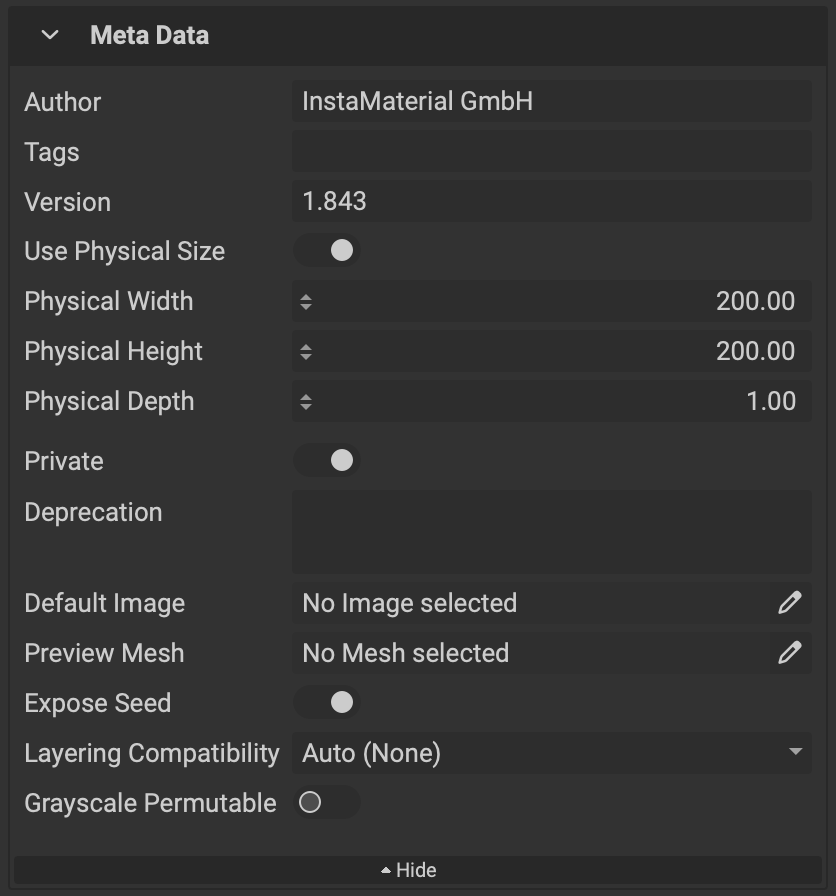 Meta Data
Author InstaMaterial GmbH
Tags
Version 1.843
Use Physical Size
Physical Width 200.00
Physical Height 200.00
Physical Depth 1.00
Private
Deprecation
Default Image No Image selected
Preview Mesh No Mesh selected
Expose Seed
Layering Compatibility Auto (None)
Grayscale Permutable
Hide